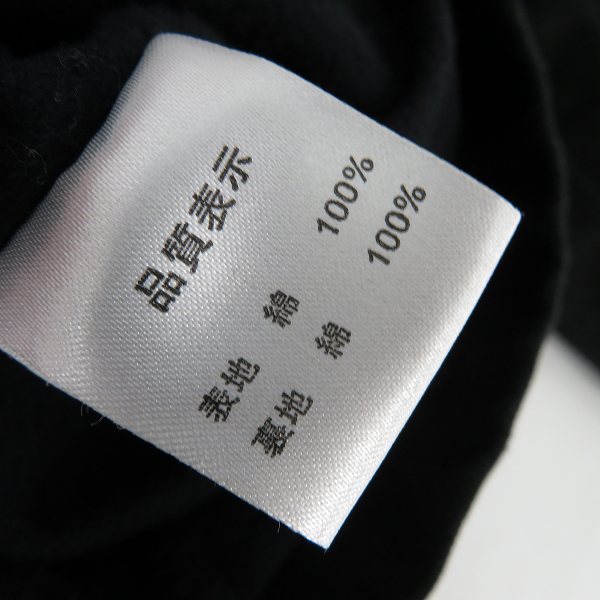 品質表示
表地 綿 100%
裏地 綿 100%